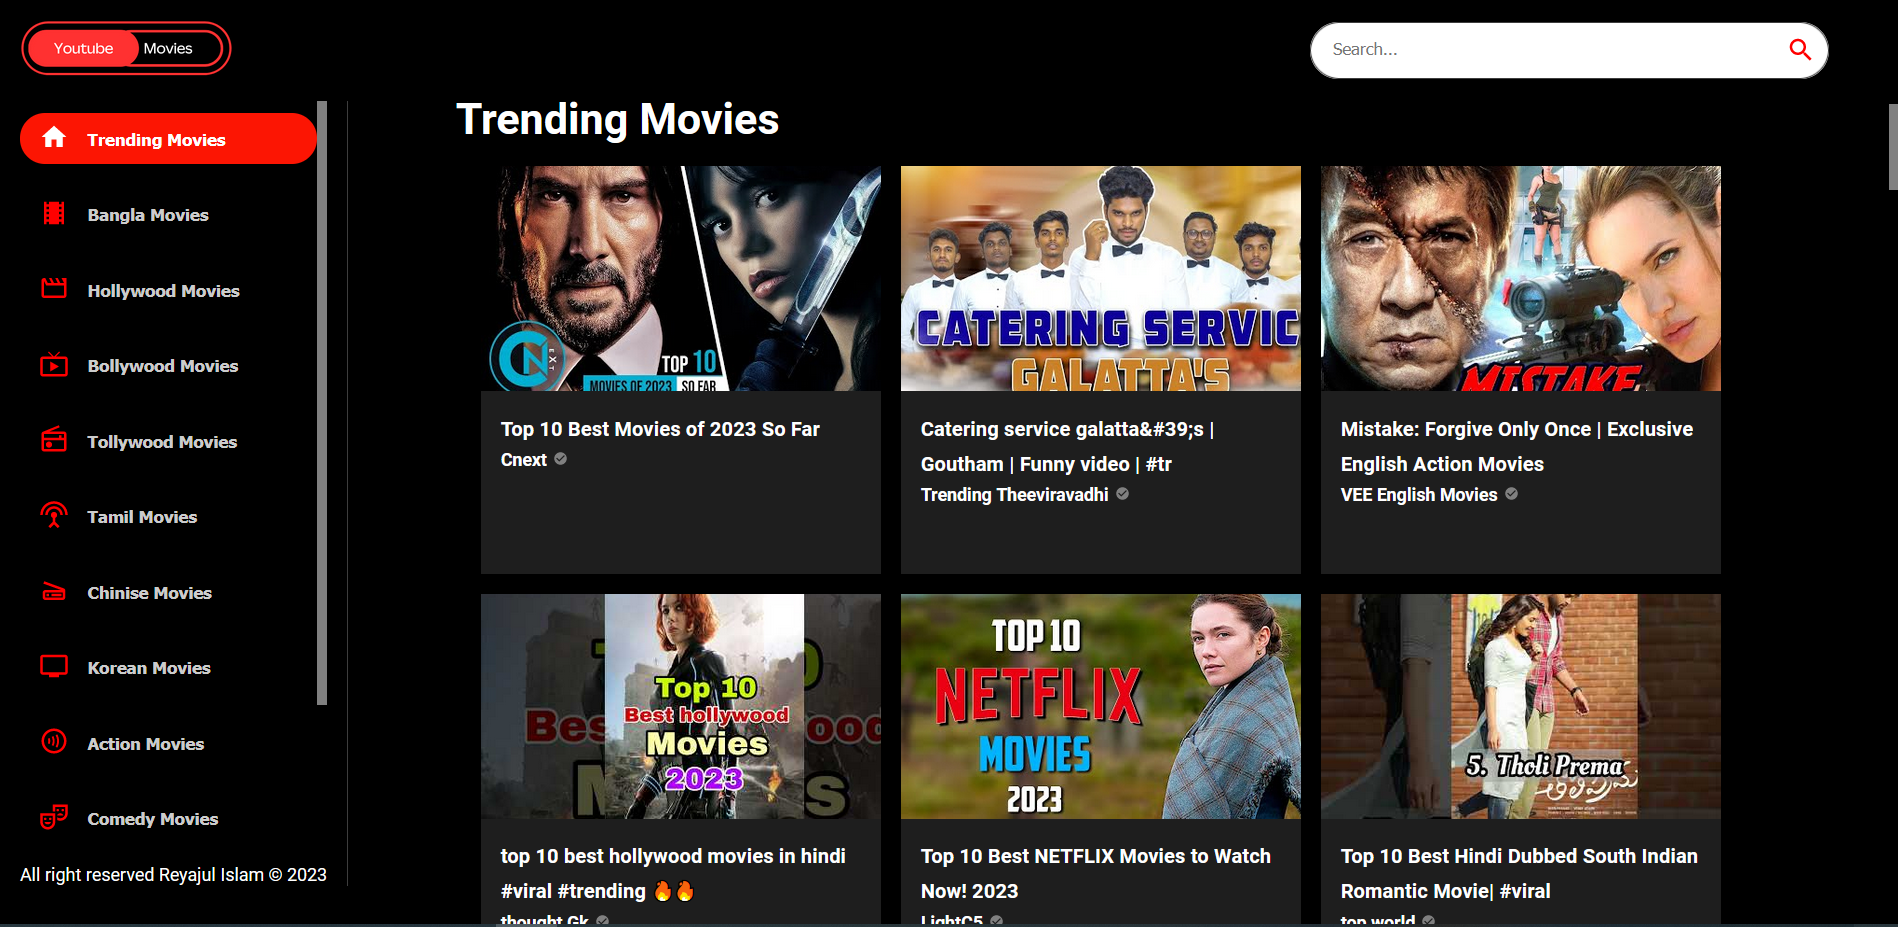 Youtube Movies
Search...
Trending Movies
Bangla Movies
Hollywood Movies
Bollywood Movies
Tollywood Movies
Tamil Movies
Chinise Movies
Korean Movies
Action Movies
Comedy Movies
All right reserved Reyajul Islam © 2023
Trending Movies
CN
EXT
TOP 10
MOVIES OF 2023 SO FAR
Top 10 Best Movies of 2023 So Far
Cnext
CATERING SERVIC
GALATTA'S
Catering service galatta&#39;s |
Goutham | Funny video | #tr
Trending Theeviravadhi
MISTAKE
Mistake: Forgive Only Once | Exclusive
English Action Movies
VEE English Movies
Top 10
Best hollywood
Movies
2023
top 10 best hollywood movies in hindi
#viral #trending 🔥🔥
thought Gk
TOP 10
NETFLIX
MOVIES
2023
Top 10 Best NETFLIX Movies to Watch
Now! 2023
LightC5
5. Tholi Prema
తొలిప్రేమ
Top 10 Best Hindi Dubbed South Indian
Romantic Movie| #viral
top world